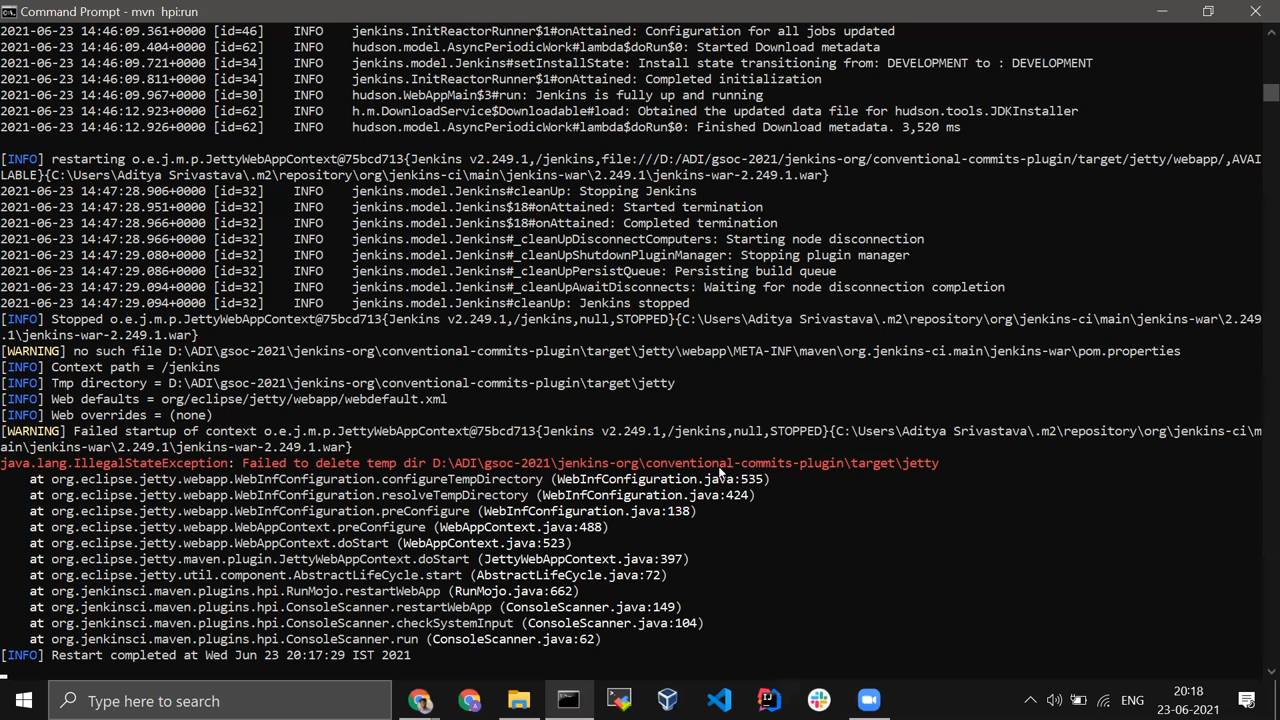 Command Prompt - mvn  hpi:run
2021-06-23 14:46:09.361+0000 [id=46]    INFO    jenkins.InitReactorRunner$1#onAttained: Configuration for all jobs updated
2021-06-23 14:46:09.404+0000 [id=62]    INFO    hudson.model.AsyncPeriodicWork#lambda$doRun$0: Started Download metadata
2021-06-23 14:46:09.721+0000 [id=34]    INFO    jenkins.model.Jenkins#setInstallState: Install state transitioning from: DEVELOPMENT to : DEVELOPMENT
2021-06-23 14:46:09.811+0000 [id=34]    INFO    jenkins.InitReactorRunner$1#onAttained: Completed initialization
2021-06-23 14:46:09.967+0000 [id=30]    INFO    hudson.WebAppMain$3#run: Jenkins is fully up and running
2021-06-23 14:46:12.923+0000 [id=62]    INFO    h.m.DownloadService$Downloadable#load: Obtained the updated data file for hudson.tools.JDKInstaller
2021-06-23 14:46:12.926+0000 [id=62]    INFO    hudson.model.AsyncPeriodicWork#lambda$doRun$0: Finished Download metadata. 3,520 ms
[INFO] restarting o.e.j.m.p.JettyWebAppContext@75bcd713{Jenkins v2.249.1,/jenkins,file:///D:/ADI/gsoc-2021/jenkins-org/conventional-commits-plugin/target/jetty/webapp/,AVAI
LABLE}{C:\Users\Aditya Srivastava\.m2\repository\org\jenkins-ci\main\jenkins-war\2.249.1\jenkins-war-2.249.1.war}
2021-06-23 14:47:28.906+0000 [id=32]    INFO    jenkins.model.Jenkins#cleanUp: Stopping Jenkins
2021-06-23 14:47:28.951+0000 [id=32]    INFO    jenkins.model.Jenkins$18#onAttained: Started termination
2021-06-23 14:47:28.966+0000 [id=32]    INFO    jenkins.model.Jenkins$18#onAttained: Completed termination
2021-06-23 14:47:28.966+0000 [id=32]    INFO    jenkins.model.Jenkins#_cleanUpDisconnectComputers: Starting node disconnection
2021-06-23 14:47:29.080+0000 [id=32]    INFO    jenkins.model.Jenkins#_cleanUpShutdownPluginManager: Stopping plugin manager
2021-06-23 14:47:29.086+0000 [id=32]    INFO    jenkins.model.Jenkins#_cleanUpPersistQueue: Persisting build queue
2021-06-23 14:47:29.094+0000 [id=32]    INFO    jenkins.model.Jenkins#_cleanUpAwaitDisconnects: Waiting for node disconnection completion
2021-06-23 14:47:29.094+0000 [id=32]    INFO    jenkins.model.Jenkins#cleanUp: Jenkins stopped
[INFO] Stopped o.e.j.m.p.JettyWebAppContext@75bcd713{Jenkins v2.249.1,/jenkins,null,STOPPED}{C:\Users\Aditya Srivastava\.m2\repository\org\jenkins-ci\main\jenkins-war\2.249
.1\jenkins-war-2.249.1.war}
[WARNING] no such file D:\ADI\gsoc-2021\jenkins-org\conventional-commits-plugin\target\jetty\webapp\META-INF\maven\org.jenkins-ci.main\jenkins-war\pom.properties
[INFO] Context path = /jenkins
[INFO] Tmp directory = D:\ADI\gsoc-2021\jenkins-org\conventional-commits-plugin\target\jetty
[INFO] Web defaults = org/eclipse/jetty/webapp/webdefault.xml
[INFO] Web overrides = (none)
[WARNING] Failed startup of context o.e.j.m.p.JettyWebAppContext@75bcd713{Jenkins v2.249.1,/jenkins,null,STOPPED}{C:\Users\Aditya Srivastava\.m2\repository\org\jenkins-ci\m
ain\jenkins-war\2.249.1\jenkins-war-2.249.1.war}
java.lang.IllegalStateException: Failed to delete temp dir D:\ADI\gsoc-2021\jenkins-org\conventional-commits-plugin\target\jetty
at org.eclipse.jetty.webapp.WebInfConfiguration.configureTempDirectory (WebInfConfiguration.java:535)
at org.eclipse.jetty.webapp.WebInfConfiguration.resolveTempDirectory (WebInfConfiguration.java:424)
at org.eclipse.jetty.webapp.WebInfConfiguration.preConfigure (WebInfConfiguration.java:138)
at org.eclipse.jetty.webapp.WebAppContext.preConfigure (WebAppContext.java:488)
at org.eclipse.jetty.webapp.WebAppContext.doStart (WebAppContext.java:523)
at org.eclipse.jetty.maven.plugin.JettyWebAppContext.doStart (JettyWebAppContext.java:397)
at org.eclipse.jetty.util.component.AbstractLifeCycle.start (AbstractLifeCycle.java:72)
at org.jenkinsci.maven.plugins.hpi.RunMojo.restartWebApp (RunMojo.java:662)
at org.jenkinsci.maven.plugins.hpi.ConsoleScanner.restartWebApp (ConsoleScanner.java:149)
at org.jenkinsci.maven.plugins.hpi.ConsoleScanner.checkSystemInput (ConsoleScanner.java:104)
at org.jenkinsci.maven.plugins.hpi.ConsoleScanner.run (ConsoleScanner.java:62)
[INFO] Restart completed at Wed Jun 23 20:17:29 IST 2021
Type here to search
ENG
20:18
23-06-2021